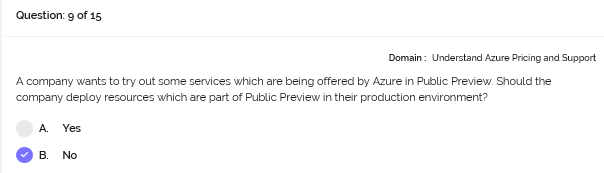 Question: 9 of 15
Domain : Understand Azure Pricing and Support
A company wants to try out some services which are being offered by Azure in Public Preview. Should the
company deploy resources which are part of Public Preview in their production environment?
A. Yes
B. No